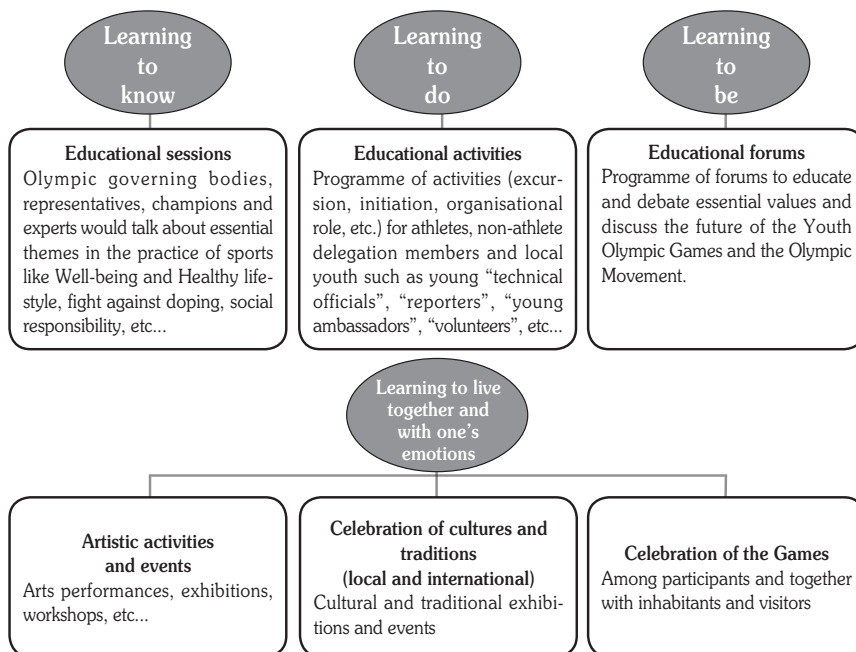 Learning
to
know
Learning
to
do
Learning
to
be
Educational sessions
Olympic governing bodies,
representatives, champions and
experts would talk about essential
themes in the practice of sports
like Well-being and Healthy life-
style, fight against doping, social
responsibility, etc...
Educational activities
Programme of activities (excur-
sion, initiation, organisational
role, etc.) for athletes, non-athlete
delegation members and local
youth such as young “technical
officials”, “reporters”, “young
ambassadors”, “volunteers”, etc...
Educational forums
Programme of forums to educate
and debate essential values and
discuss the future of the Youth
Olympic Games and the Olympic
Movement.
Learning to live
together and
with one’s
emotions
Artistic activities
and events
Arts performances, exhibitions,
workshops, etc...
Celebration of cultures and
traditions
(local and international)
Cultural and traditional exhibi-
tions and events
Celebration of the Games
Among participants and together
with inhabitants and visitors